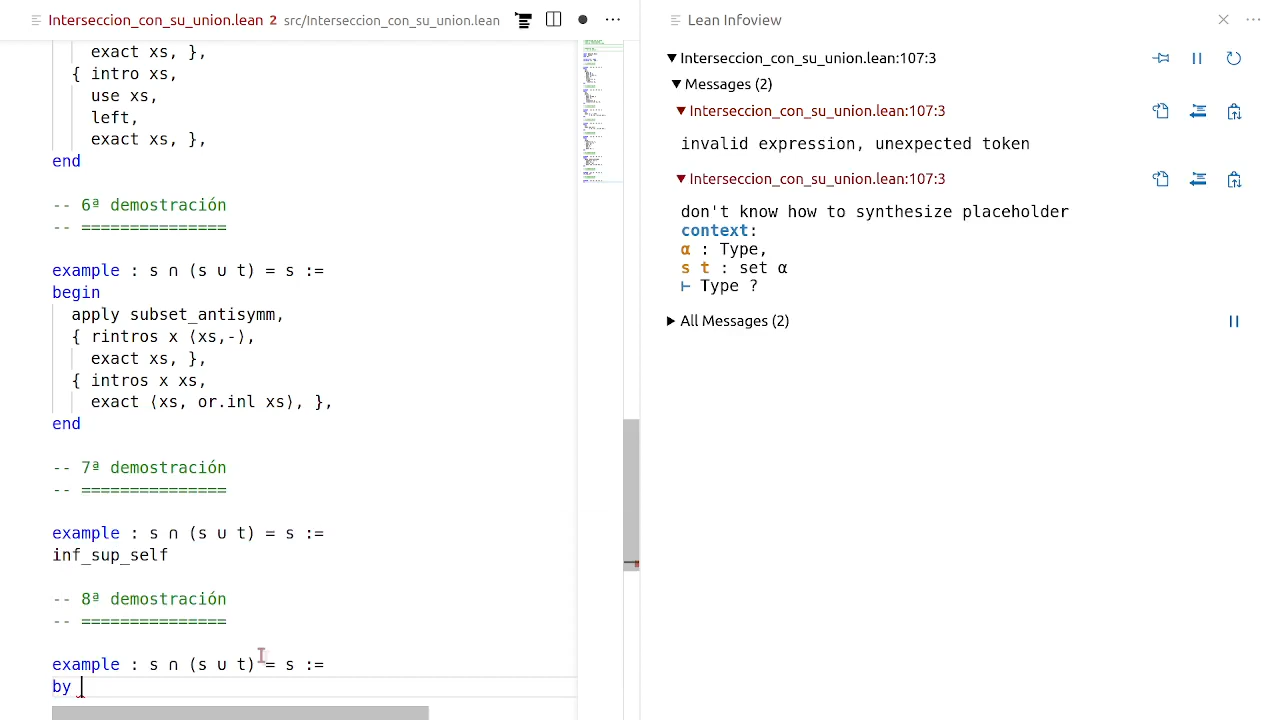 Interseccion_con_su_union.lean 2 src/Interseccion_con_su_union.lean
exact xs, },
{ intro xs,
use xs,
left,
exact xs, },
end
-- 6ª demostración
-- ===============
example : s ∩ (s ∪ t) = s :=
begin
apply subset_antisymm,
{ rintros x ⟨xs,-⟩,
exact xs, },
{ intros x xs,
exact ⟨xs, or.inl xs⟩, },
end
-- 7ª demostración
-- ===============
example : s ∩ (s ∪ t) = s :=
inf_sup_self
-- 8ª demostración
-- ===============
example : s ∩ (s ∪ t) = s :=
by
Lean Infoview
Interseccion_con_su_union.lean:107:3
Messages (2)
Interseccion_con_su_union.lean:107:3
invalid expression, unexpected token
Interseccion_con_su_union.lean:107:3
don't know how to synthesize placeholder
context:
α : Type,
s t : set α
⊢ Type ?
All Messages (2)